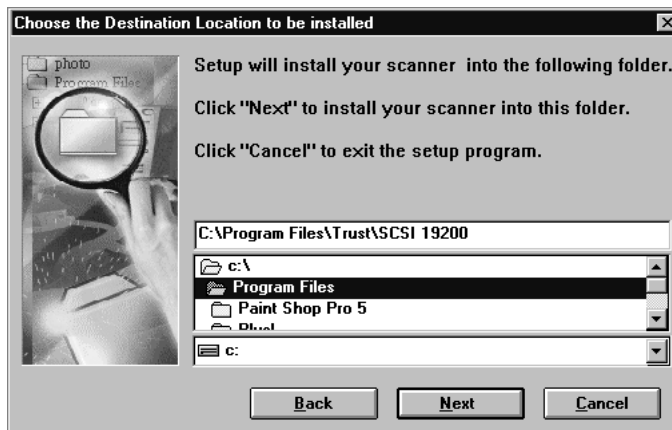 Choose the Destination Location to be installed
photo
Program Files
Setup will install your scanner into the following folder.
Click "Next" to install your scanner into this folder.
Click "Cancel" to exit the setup program.
C:\Program Files\Trust\SCSI 19200
c:\
Program Files
Paint Shop Pro 5
c:
Back
Next
Cancel